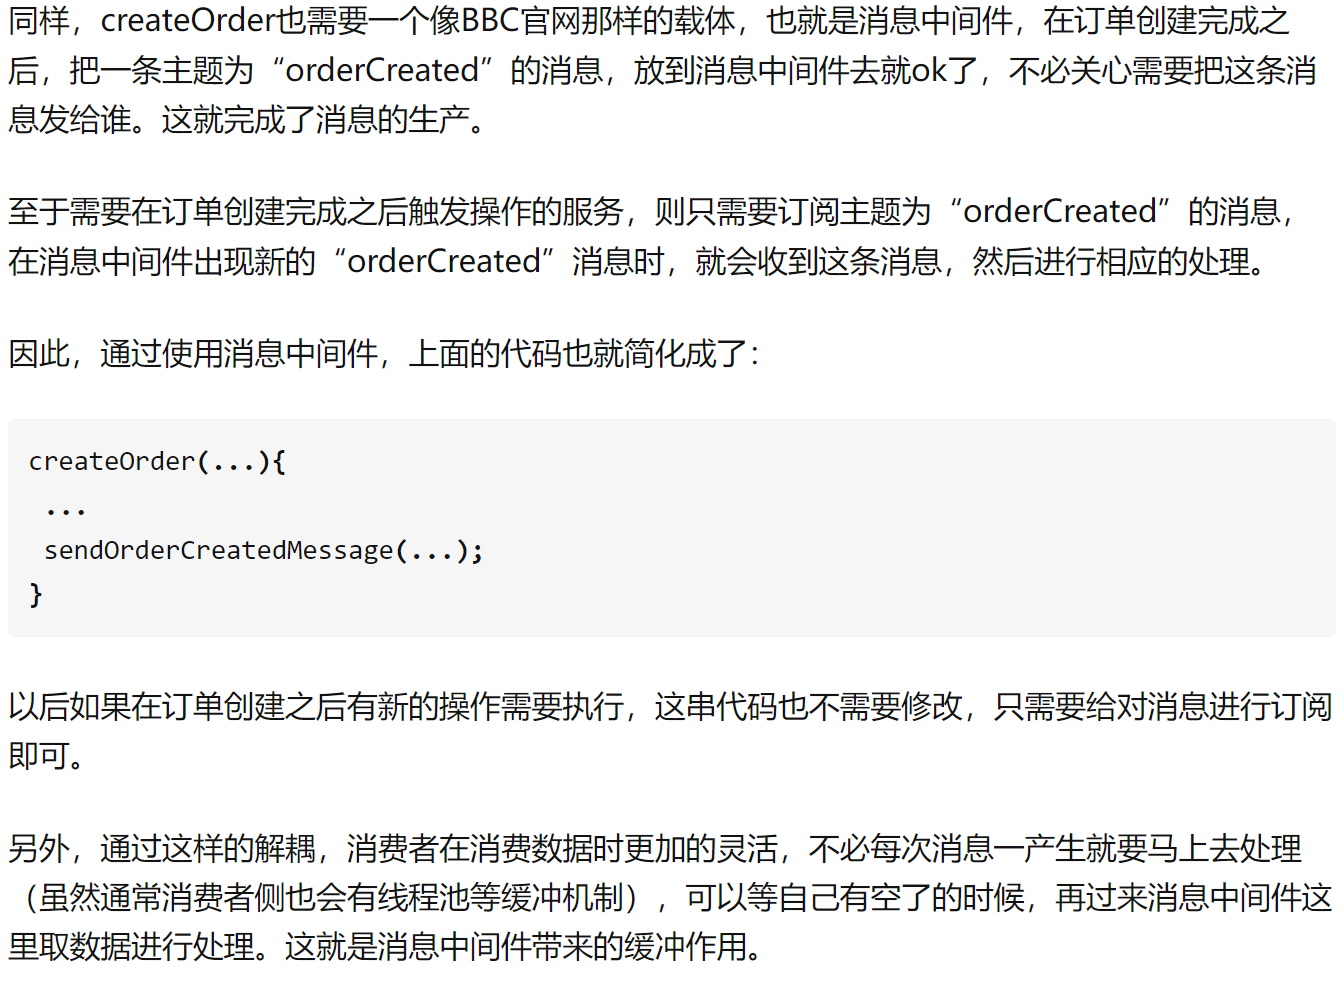 同样，createOrder也需要一个像BBC官网那样的载体，也就是消息中间件，在订单创建完成之
后，把一条主题为“orderCreated”的消息，放到消息中间件去就ok了，不必关心需要把这条消
息发给谁。这就完成了消息的生产。
至于需要在订单创建完成之后触发操作的服务，则只需要订阅主题为“orderCreated”的消息，
在消息中间件出现新的“orderCreated”消息时，就会收到这条消息，然后进行相应的处理。
因此，通过使用消息中间件，上面的代码也就简化成了：
createOrder(...){
...
sendOrderCreatedMessage(...);
}
以后如果在订单创建之后有新的操作需要执行，这串代码也不需要修改，只需要给对消息进行订阅
即可。
另外，通过这样的解耦，消费者在消费数据时更加的灵活，不必每次消息一产生就要马上去处理
（虽然通常消费者侧也会有线程池等缓冲机制），可以等自己有空了的时候，再过来消息中间件这
里取数据进行处理。这就是消息中间件带来的缓冲作用。